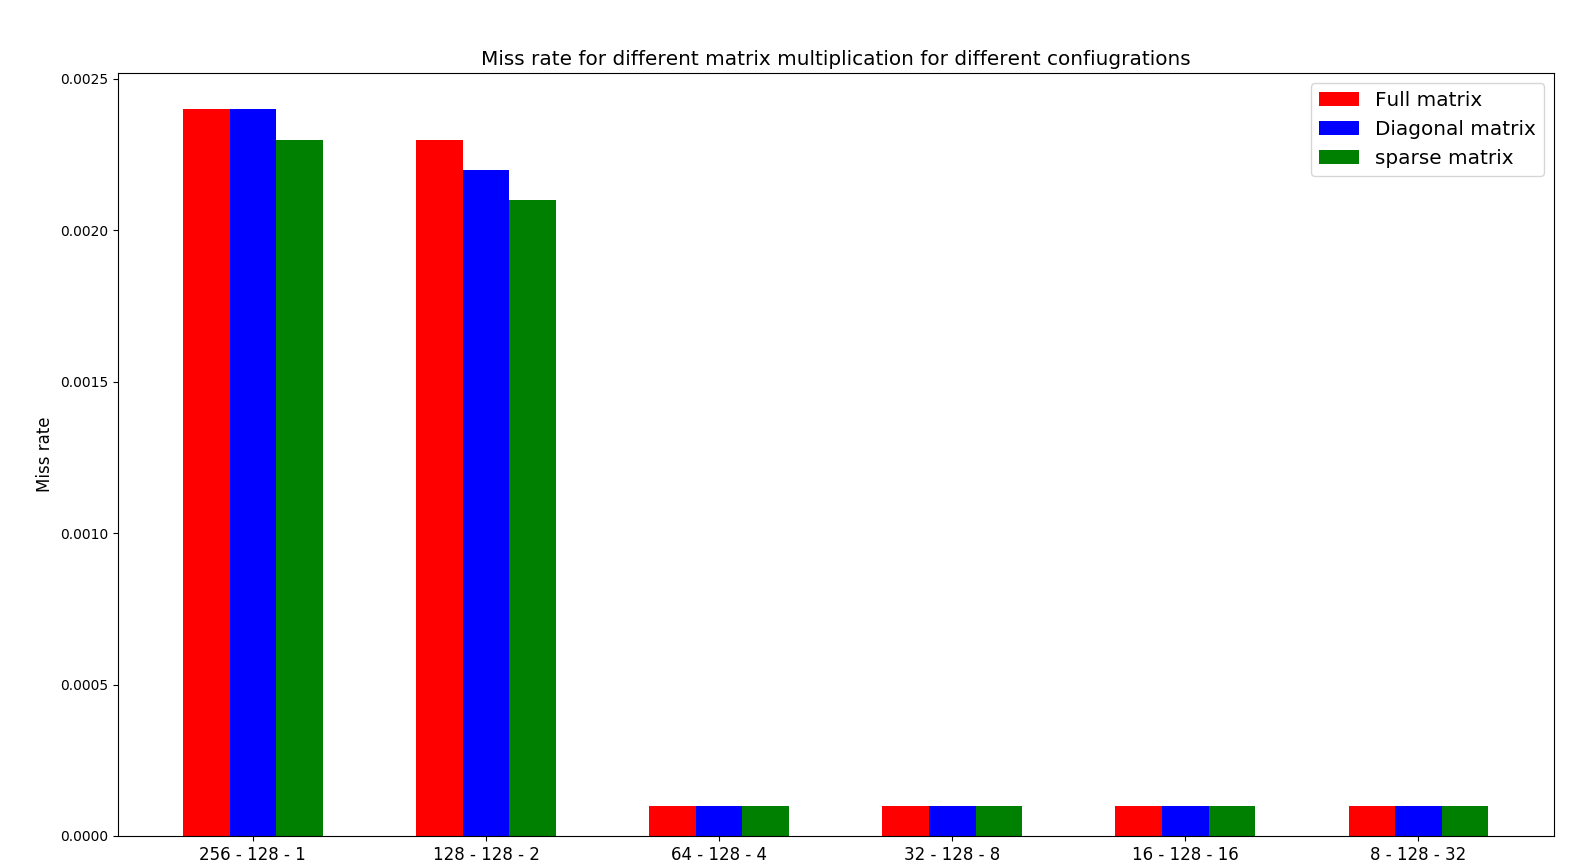 Miss rate for different matrix multiplication for different confiugrations
Full matrix
Diagonal matrix
sparse matrix
Miss rate
0.0025
0.0020
0.0015
0.0010
0.0005
0.0000
256 - 128 - 1
128 - 128 - 2
64 - 128 - 4
32 - 128 - 8
16 - 128 - 16
8 - 128 - 32